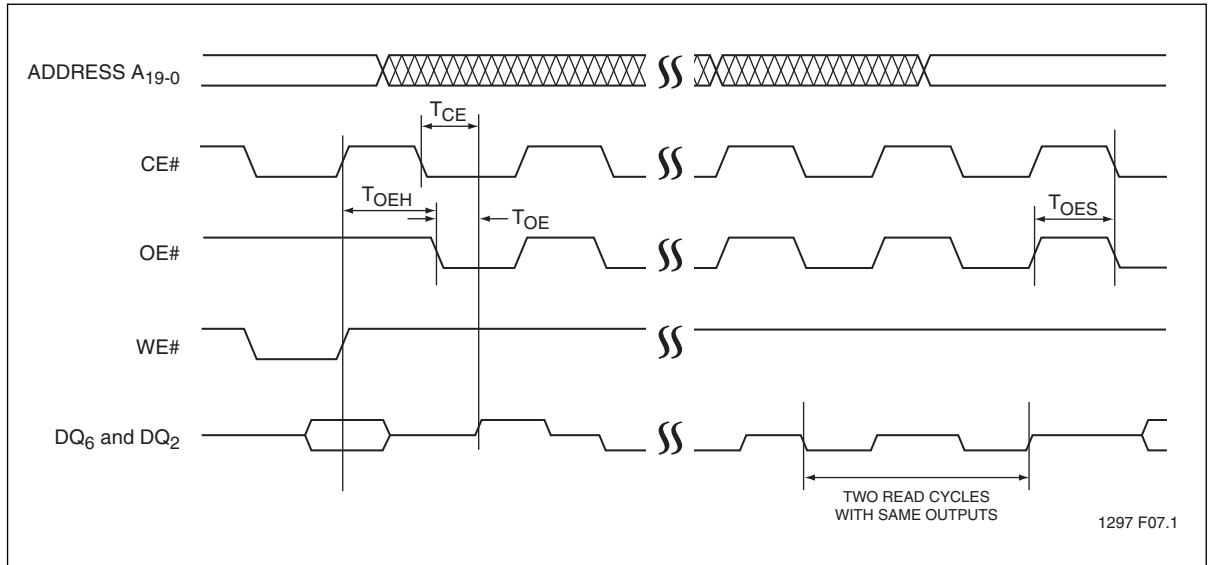 ADDRESS A19-0
TCE
CE#
TOEH
TOE
TOES
OE#
WE#
DQ6 and DQ2
TWO READ CYCLES
WITH SAME OUTPUTS
1297 F07.1